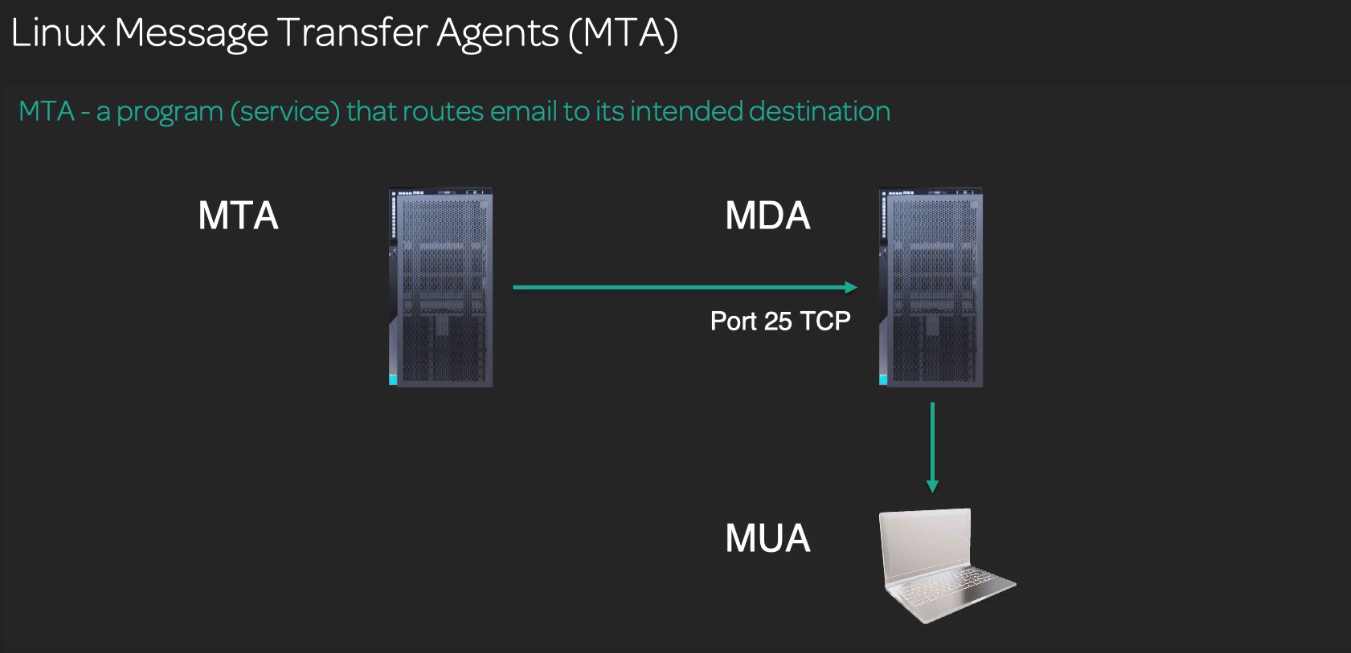 Linux Message Transfer Agents (MTA)
MTA - a program (service) that routes email to its intended destination
MTA
MDA
Port 25 TCP
MUA